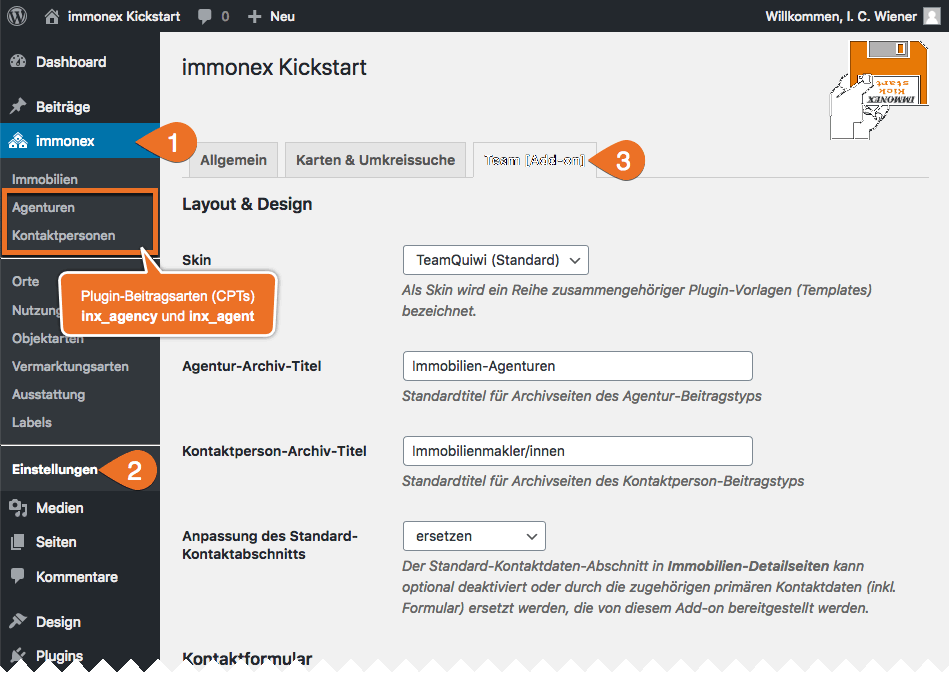 immonex Kickstart
0
Neu
Willkommen, I. C. Wiener
Dashboard
Beiträge
immonex
1
Immobilien
Agenturen
Kontaktpersonen
Plugin-Beitragsarten (CPTs)
inx_agency und inx_agent
Orte
Nutzung
Objektarten
Vermarktungsarten
Ausstattung
Labels
Einstellungen
2
Medien
Seiten
Kommentare
Design
Plugins
immonex Kickstart
IMMONEX
Kick
start
Allgemein
Karten & Umkreissuche
Team [Add-on]
3
Layout & Design
Skin
TeamQuiwi (Standard)
Als Skin wird ein Reihe zusammengehöriger Plugin-Vorlagen (Templates)
bezeichnet.
Agentur-Archiv-Titel
Immobilien-Agenturen
Standardtitel für Archivseiten des Agentur-Beitragstyps
Kontaktperson-Archiv-Titel
Immobilienmakler/innen
Standardtitel für Archivseiten des Kontaktperson-Beitragstyps
Anpassung des Standard-
Kontaktabschnitts
ersetzen
Der Standard-Kontaktdaten-Abschnitt in Immobilien-Detailseiten kann
optional deaktiviert oder durch die zugehörigen primären Kontaktdaten (inkl.
Formular) ersetzt werden, die von diesem Add-on bereitgestellt werden.
Kontaktformular